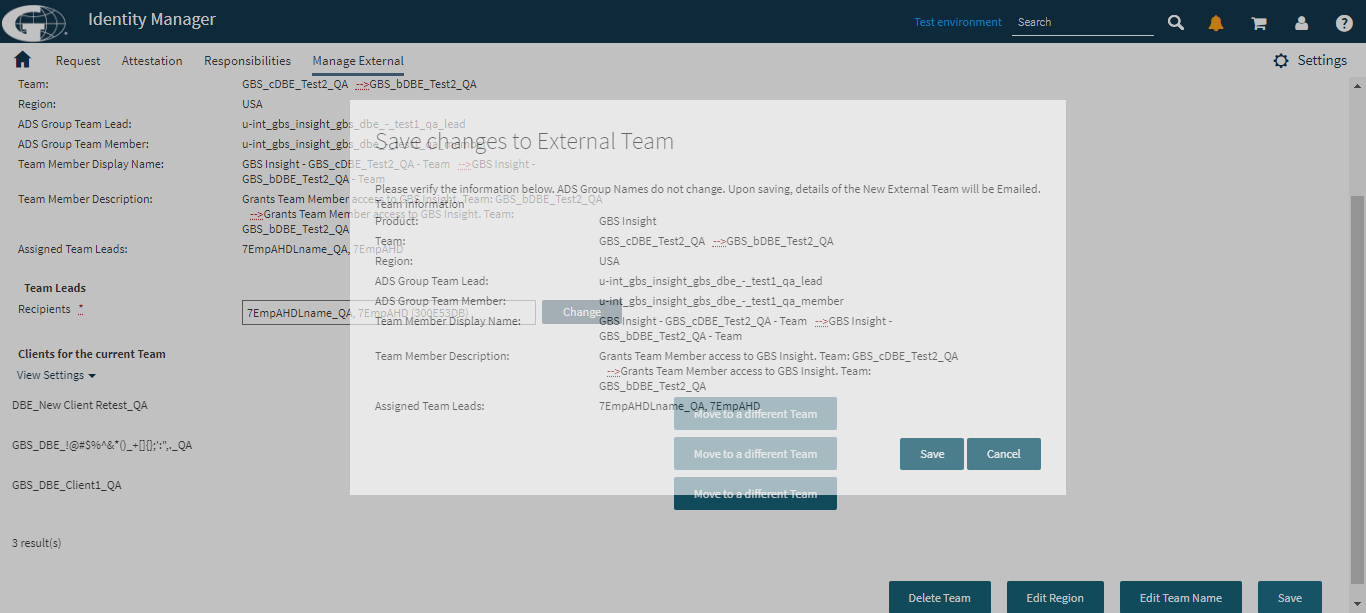 Identity Manager
Test environment
Search
Request
Attestation
Responsibilities
Manage External
Settings
Team: GBS_cDBE_Test2_QA -->GBS_bDBE_Test2_QA
Region: USA
ADS Group Team Lead: u-int_gbs_insight_gbs_dbe_-_test1_qa_lead
ADS Group Team Member: u-int_gbs_insight_gbs_dbe_-_test1_qa_member
Team Member Display Name: GBS Insight - GBS_cDBE_Test2_QA - Team -->GBS Insight -
GBS_bDBE_Test2_QA - Team
Team Member Description: Grants Team Member access to GBS Insight. Team: GBS_bDBE_Test2_QA
-->Grants Team Member access to GBS Insight. Team:
GBS_bDBE_Test2_QA
Assigned Team Leads: 7EmpAHDLname_QA, 7EmpAHD
Team Leads
Recipients *
7EmpAHDLname_QA, 7EmpAHD (300E53DB)
Change
Clients for the current Team
View Settings
DBE_New Client Retest_QA
Move to a different Team
GBS_DBE_!@#$%^&*()_+[]{};':",._QA
Move to a different Team
GBS_DBE_Client1_QA
Move to a different Team
3 result(s)
Delete Team
Edit Region
Edit Team Name
Save
Save changes to External Team
Please verify the information below. ADS Group Names do not change. Upon saving, details of the New External Team will be Emailed.
Team information
Product: GBS Insight
Team: GBS_cDBE_Test2_QA -->GBS_bDBE_Test2_QA
Region: USA
ADS Group Team Lead: u-int_gbs_insight_gbs_dbe_-_test1_qa_lead
ADS Group Team Member: u-int_gbs_insight_gbs_dbe_-_test1_qa_member
Team Member Display Name: GBS Insight - GBS_cDBE_Test2_QA - Team -->GBS Insight -
GBS_bDBE_Test2_QA - Team
Team Member Description: Grants Team Member access to GBS Insight. Team: GBS_cDBE_Test2_QA
-->Grants Team Member access to GBS Insight. Team:
GBS_bDBE_Test2_QA
Assigned Team Leads: 7EmpAHDLname_QA, 7EmpAHD
Save
Cancel